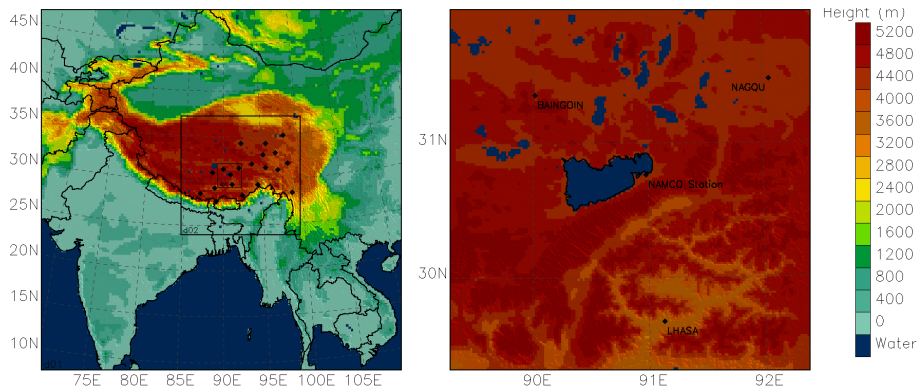 45N
40N
35N
30N
25N
20N
15N
10N
75E
80E
85E
90E
95E
100E
105E
d02
d01
31N
30N
90E
91E
92E
NAGQU
BAINGOIN
NAMCO Station
LHASA
Height (m)
5200
4800
4400
4000
3600
3200
2800
2400
2000
1600
1200
800
400
0
Water